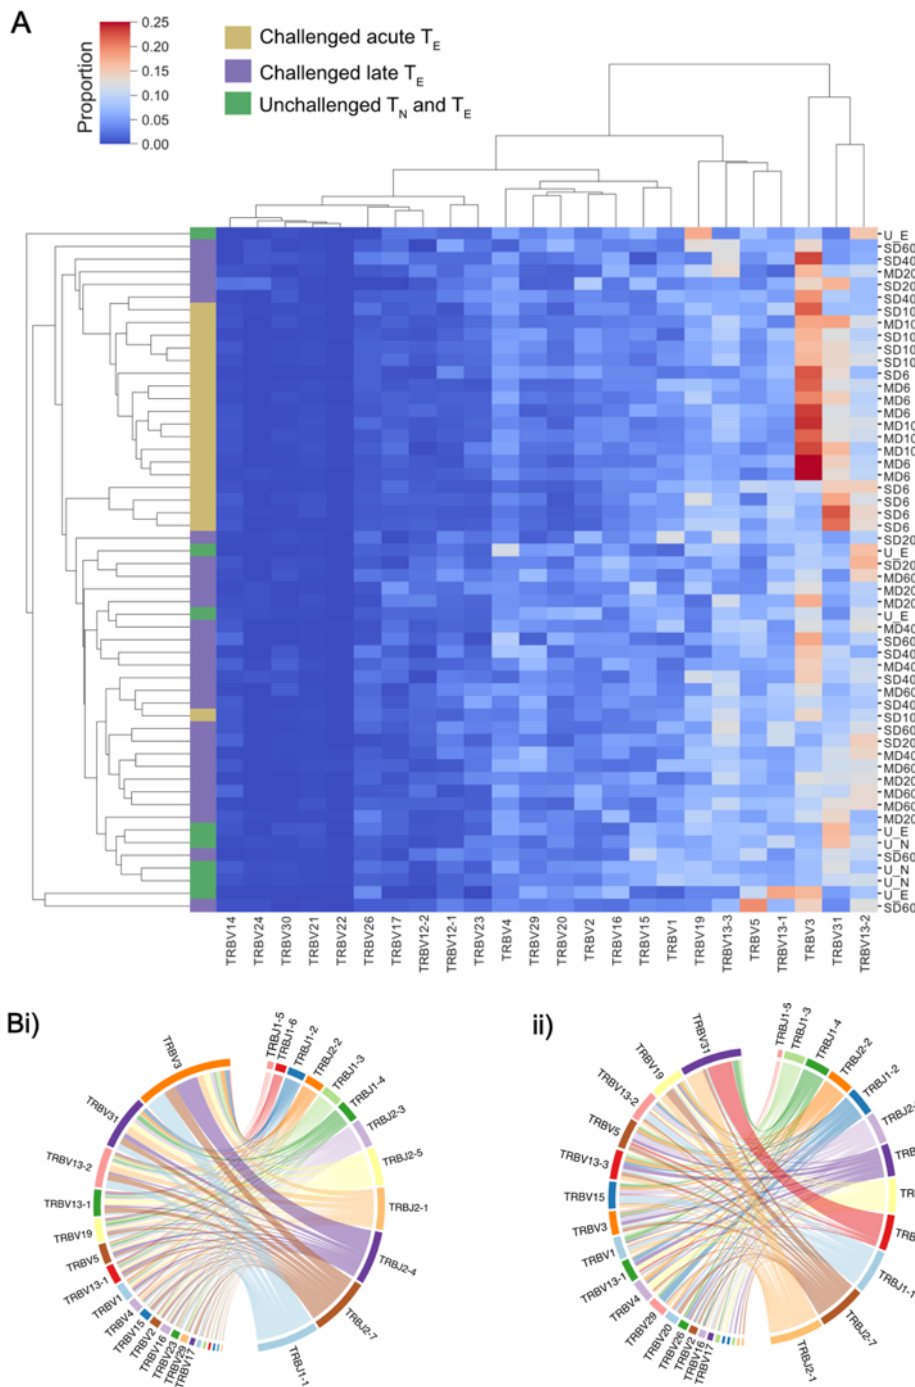 A
Proportion
0.25
0.20
0.15
0.10
0.05
0.00
Challenged acute TE
Challenged late TE
Unchallenged TN and TE
U_E
SD60
SD40
MD20
SD20
SD40
SD10
MD10
SD10
SD10
SD10
SD6
MD6
MD6
MD6
MD10
MD10
MD10
MD6
MD6
SD6
SD6
SD6
SD6
SD20
U_E
SD20
MD60
MD20
MD20
U_E
MD40
SD60
SD40
MD40
SD40
MD60
SD40
SD10
SD60
SD20
MD40
MD60
MD20
MD60
MD60
MD20
U_E
U_N
SD60
U_N
U_N
U_E
SD60
TRBV14
TRBV24
TRBV30
TRBV21
TRBV22
TRBV26
TRBV17
TRBV12-2
TRBV12-1
TRBV23
TRBV4
TRBV29
TRBV20
TRBV2
TRBV16
TRBV15
TRBV1
TRBV19
TRBV13-3
TRBV5
TRBV13-1
TRBV3
TRBV31
TRBV13-2
Bi)
TRBV3
TRBV31
TRBV13-2
TRBV13-1
TRBV19
TRBV5
TRBV13-1
TRBV1
TRBV4
TRBV15
TRBV2
TRBV16
TRBV23
TRBV29
TRBV17
TRBJ1-5
TRBJ1-6
TRBJ1-2
TRBJ2-2
TRBJ1-3
TRBJ1-4
TRBJ2-3
TRBJ2-5
TRBJ2-1
TRBJ2-4
TRBJ2-7
TRBJ1-1
ii)
TRBV31
TRBV19
TRBV13-2
TRBV5
TRBV13-3
TRBV15
TRBV3
TRBV1
TRBV13-1
TRBV4
TRBV29
TRBV20
TRBV26
TRBV2
TRBV16
TRBV17
TRBJ1-5
TRBJ1-3
TRBJ1-4
TRBJ2-2
TRBJ1-2
TRBJ2-
TRB
TR
TRB
TRBJ1-1
TRBJ2-7
TRBJ2-1